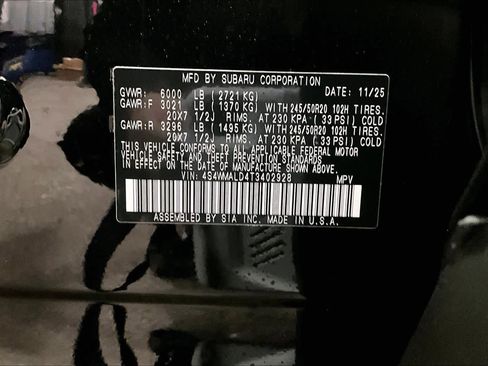 MFD BY SUBARU CORPORATION DATE: 11/25
GVWR: 6000 LB (2721 KG)
GAWR:F 3021 LB (1370 KG) WITH 245/50R20 102H TIRES.
20X7 1/2J RIMS. AT 230 KPA (33 PSI) COLD
GAWR:R 3296 LB (1495 KG) WITH 245/50R20 102H TIRES.
20X7 1/2J RIMS. AT 230 KPA (33 PSI) COLD
THIS VEHICLE CONFORMS TO ALL APPLICABLE FEDERAL MOTOR
VEHICLE SAFETY AND THEFT PREVENTION STANDARDS
IN EFFECT ON THE DATE OF MANUFACTURE SHOWN ABOVE.
VIN: 4S4WMALD4T3402928 MPV
ASSEMBLED BY SIA INC. MADE IN U.S.A.